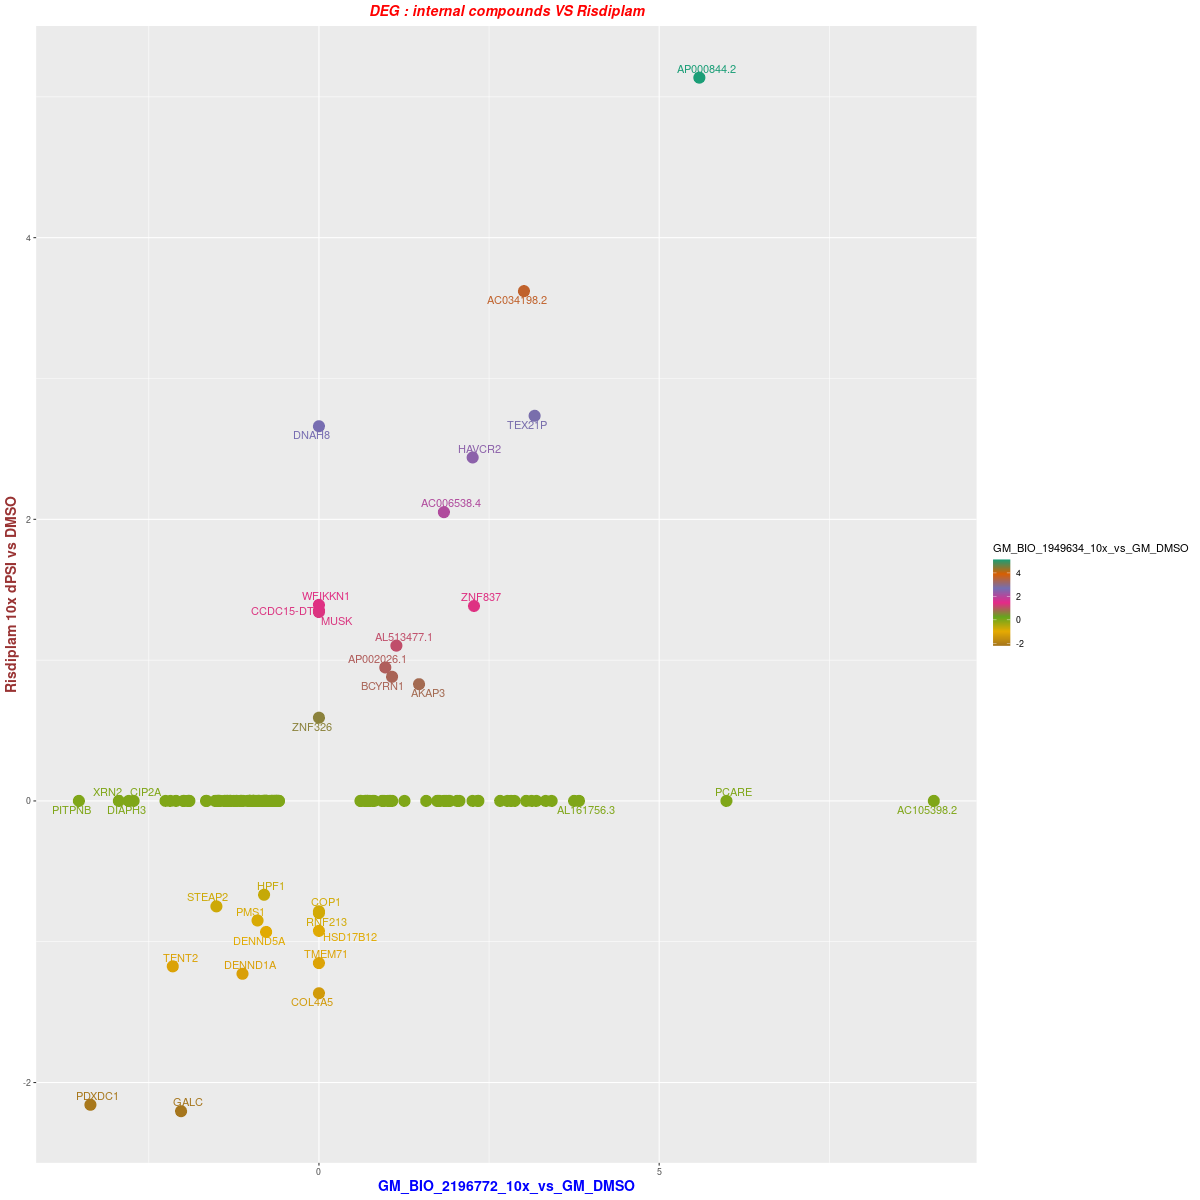 DEG : internal compounds VS Risdiplam
AP000844.2
4
AC034198.2
TEX21P
DNAH8
HAVCR2
AC006538.4
2
WFIKKN1
ZNF837
CCDC15-DT
MUSK
AL513477.1
AP002026.1
BCYRN1
AKAP3
ZNF326
XRN2
CIP2A
PCARE
0
PITPNB
DIAPH3
AL161756.3
AC105398.2
HPF1
STEAP2
COP1
PMS1
RNF213
HSD17B12
DENND5A
TMEM71
TENT2
DENND1A
COL4A5
-2
PDXDC1
GALC
0
5
GM_BIO_2196772_10x_vs_GM_DMSO
Risdiplam 10x dPSI vs DMSO
GM_BIO_1949634_10x_vs_GM_DMSO
4
2
0
-2